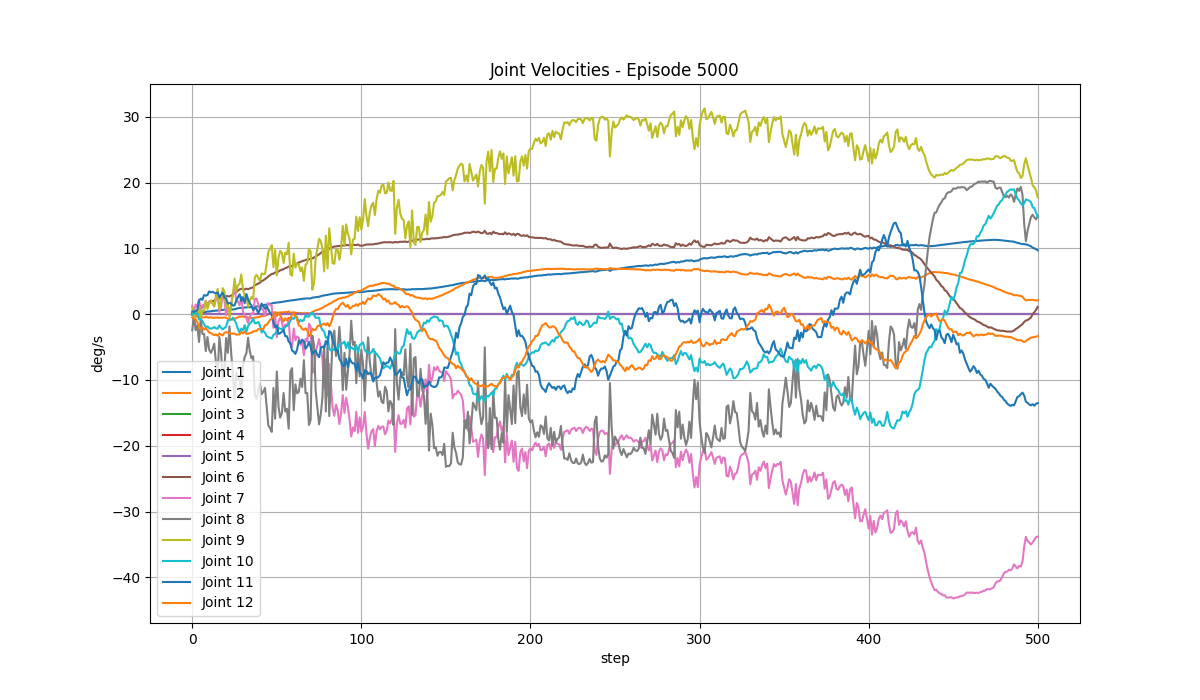 Joint Velocities - Episode 5000
deg/s
30
20
10
0
−10
−20
−30
−40
Joint 1
Joint 2
Joint 3
Joint 4
Joint 5
Joint 6
Joint 7
Joint 8
Joint 9
Joint 10
Joint 11
Joint 12
0 100 200 300 400 500
step